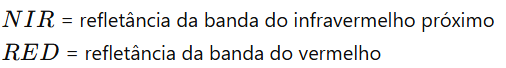 NIR = refletância da banda do infravermelho próximo
RED = refletância da banda do vermelho